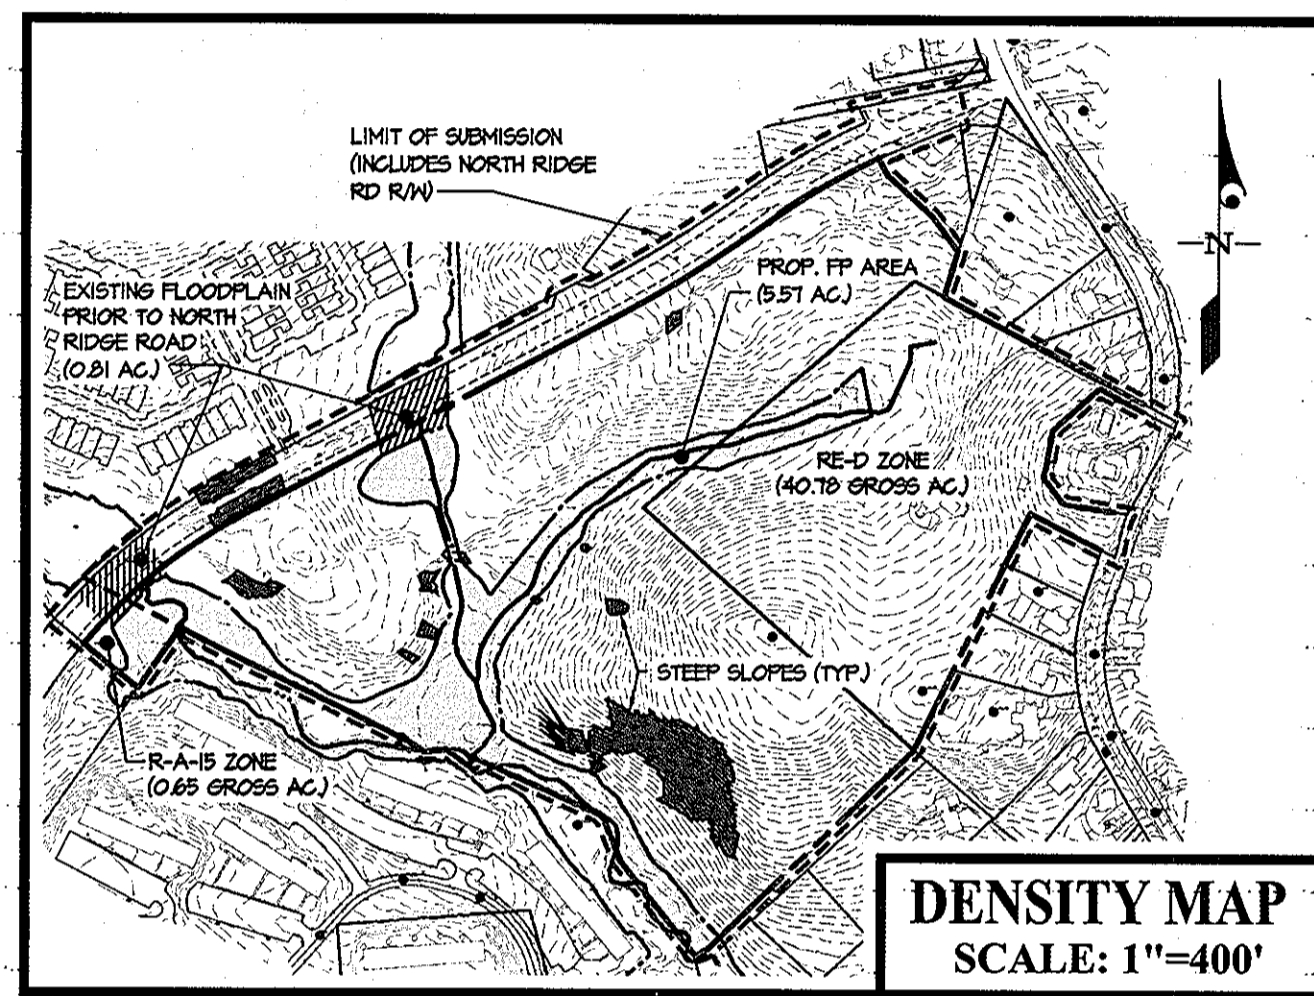 LIMIT OF SUBMISSION
(INCLUDES NORTH RIDGE
RD R/W)
N
PROP. FP AREA
(5.57 AC.)
EXISTING FLOODPLAIN
PRIOR TO NORTH
RIDGE ROAD
(0.81 AC.)
RE-D ZONE
(40.78 GROSS AC.)
STEEP SLOPES (TYP.)
R-A-15 ZONE
(0.65 GROSS AC.)
DENSITY MAP
SCALE: 1"=400'